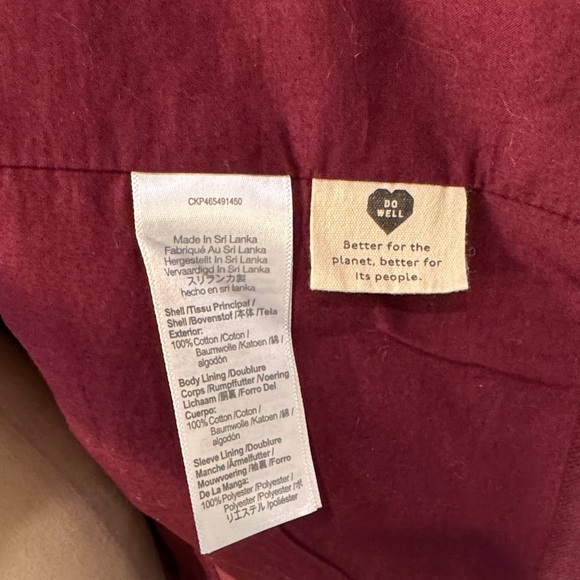 CKP465491450
Made In Sri Lanka
Fabriqué Au Sri Lanka
Hergestellt In Sri Lanka
Vervaardigd In Sri Lanka
スリランカ製
hecho en sri lanka
Shell /Tissu Principal /
Shell /Bovenstof /本体 /Tela
Exterior:
100% Cotton /Coton /
Baumwolle /Katoen /綿 /
algodón
Body Lining /Doublure
Corps /Rumpffutter /Voering
Lichaam /胴裏 /Forro Del
Cuerpo:
100% Cotton /Coton /
Baumwolle /Katoen /綿 /
algodón
Sleeve Lining /Doublure
Manche /Ärmelfutter /
Mouwvoering /袖裏 /Forro
De La Manga:
100% Polyester /Polyester /
Polyester /Polyester /ポ
リエステル /poliéster
DO
WELL
Better for the
planet, better for
its people.